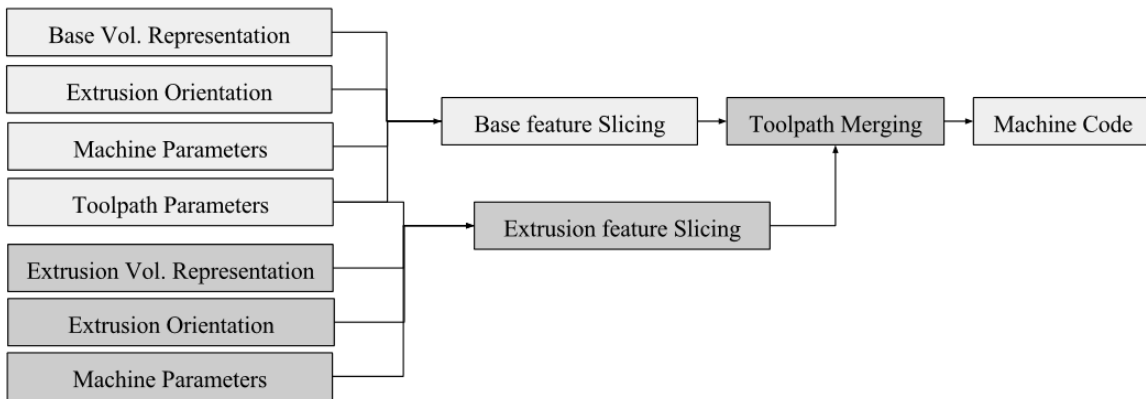 Base Vol. Representation
Extrusion Orientation
Machine Parameters
Toolpath Parameters
Extrusion Vol. Representation
Extrusion Orientation
Machine Parameters
Base feature Slicing
Extrusion feature Slicing
Toolpath Merging
Machine Code